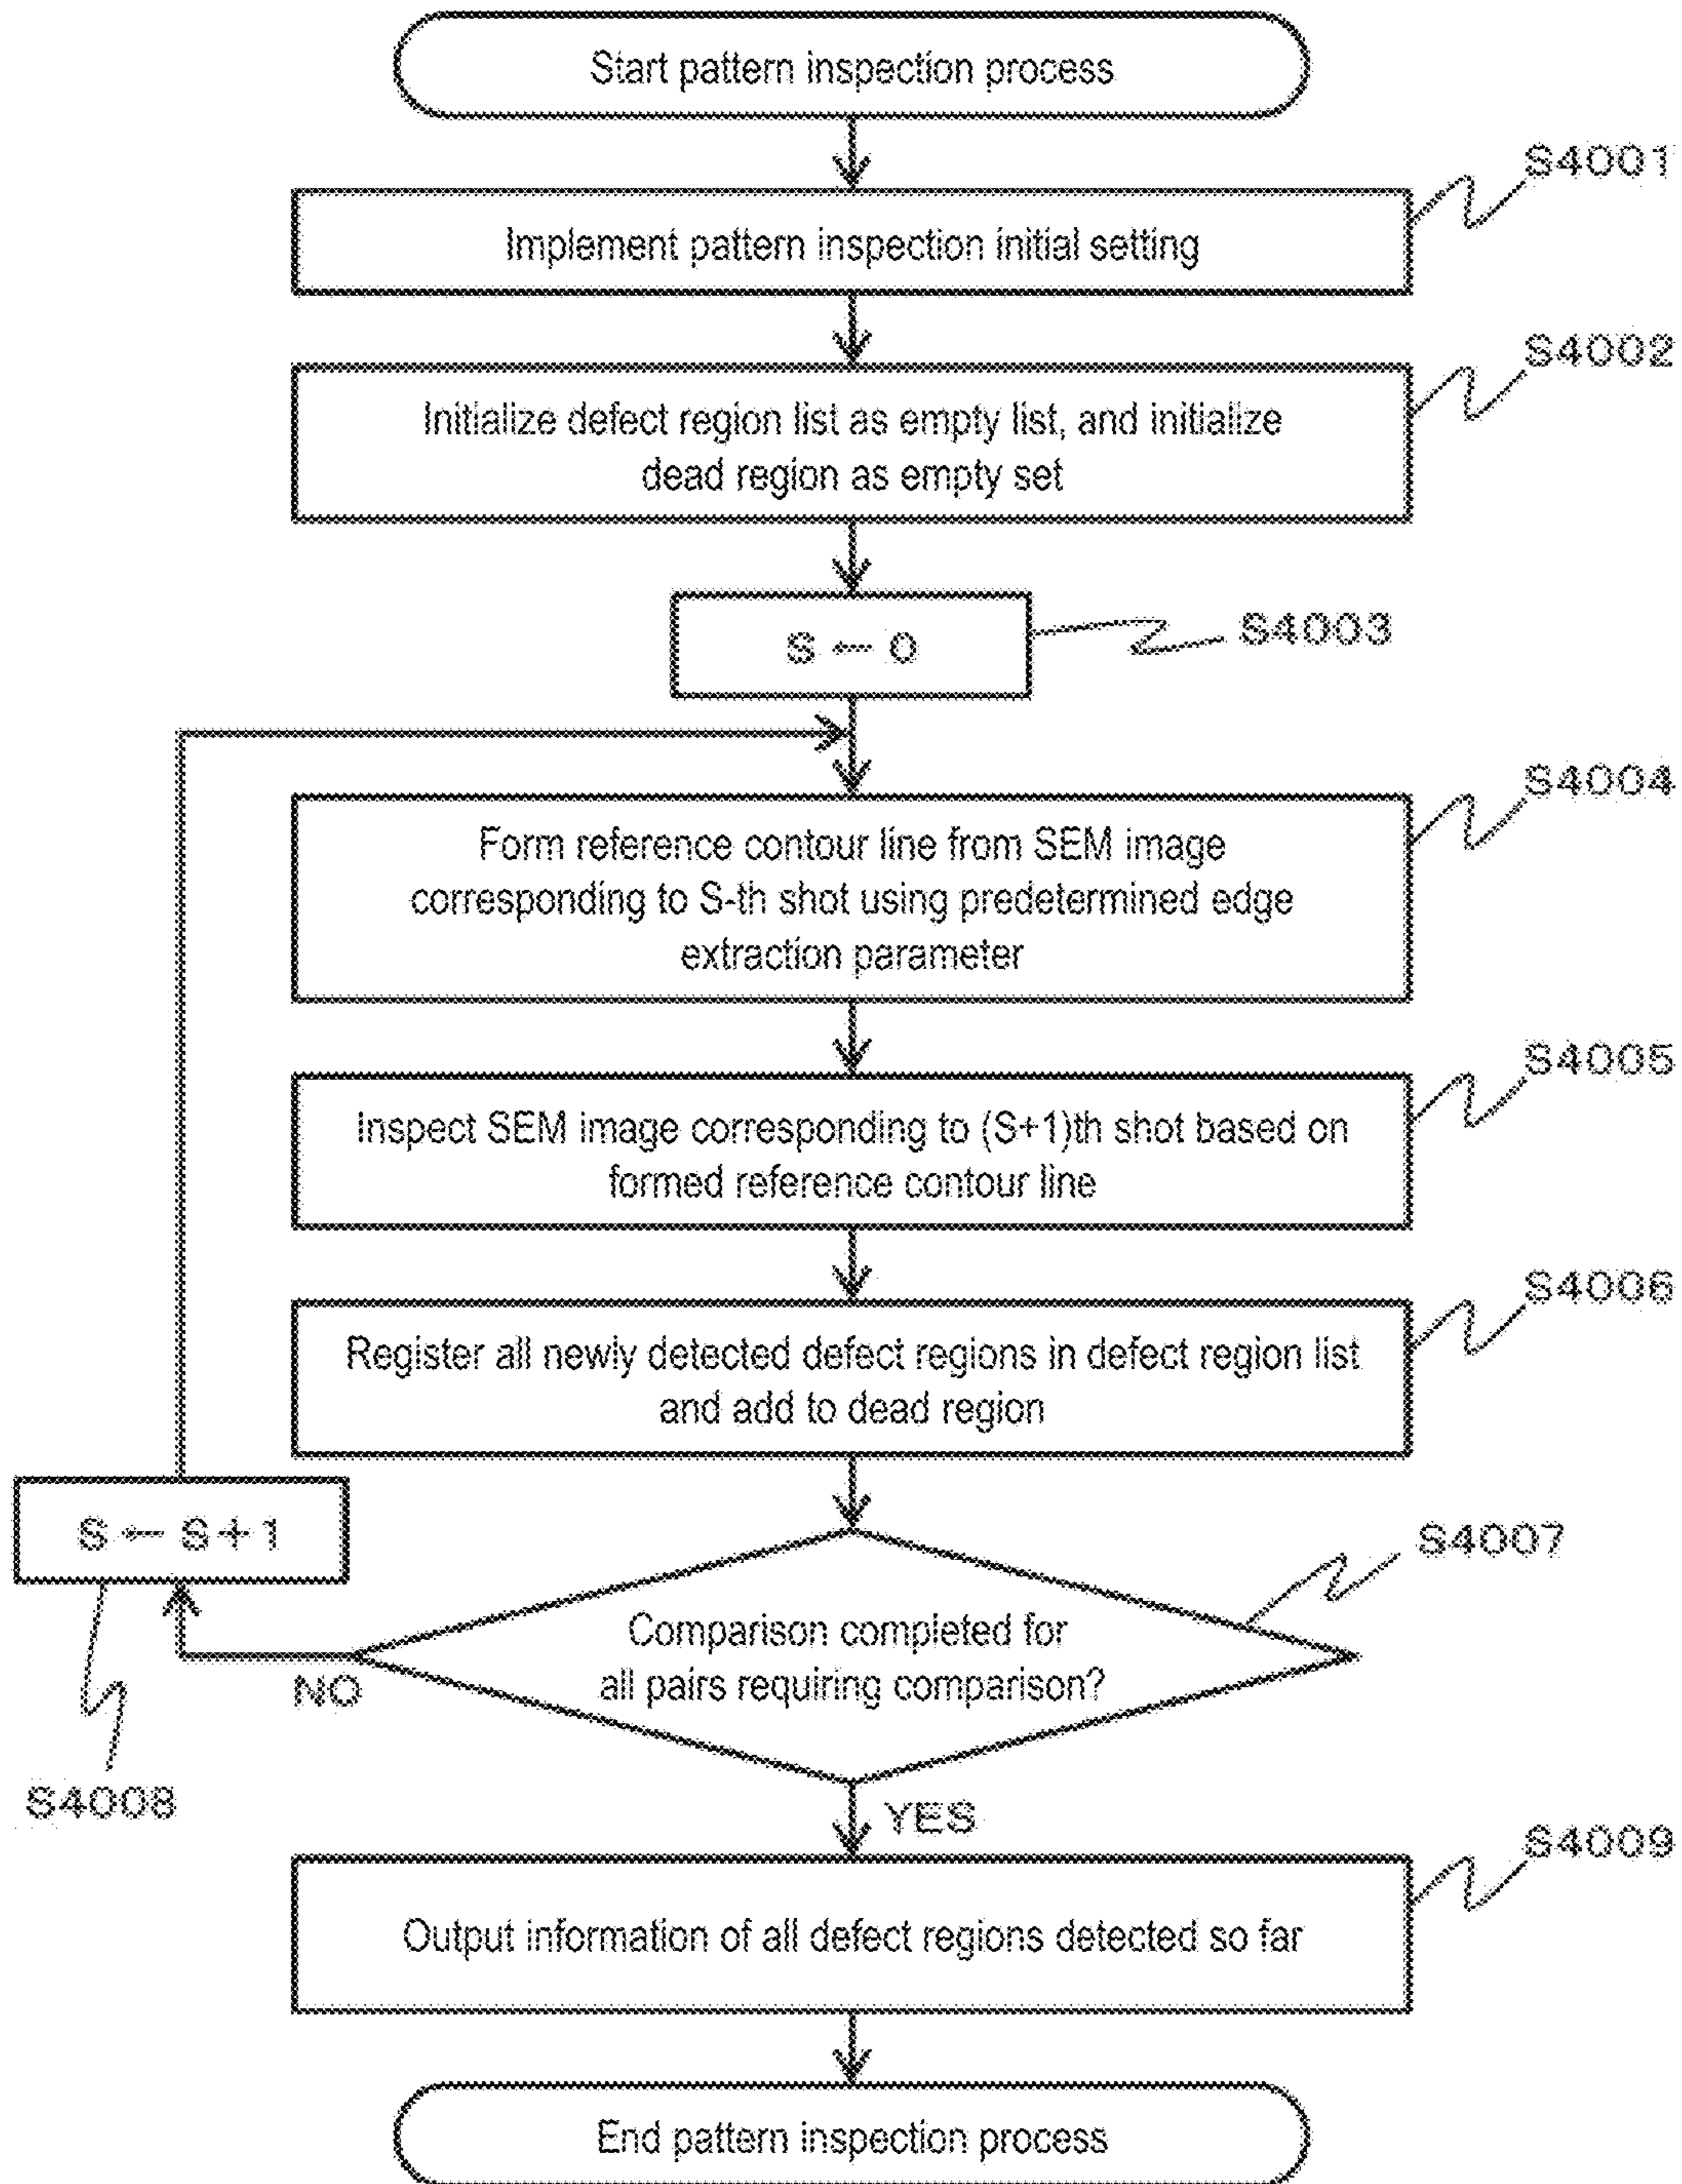 Start pattern inspection process
S4001
Implement pattern inspection initial setting
S4002
Initialize defect region list as empty list, and initialize
dead region as empty set
S ← 0
S4003
S4004
Form reference contour line from SEM image
corresponding to S-th shot using predetermined edge
extraction parameter
S4005
Inspect SEM image corresponding to (S+1)th shot based on
formed reference contour line
S4006
Register all newly detected defect regions in defect region list
and add to dead region
S ← S+1
S4007
Comparison completed for
all pairs requiring comparison?
NO
S4008
YES
S4009
Output information of all defect regions detected so far
End pattern inspection process